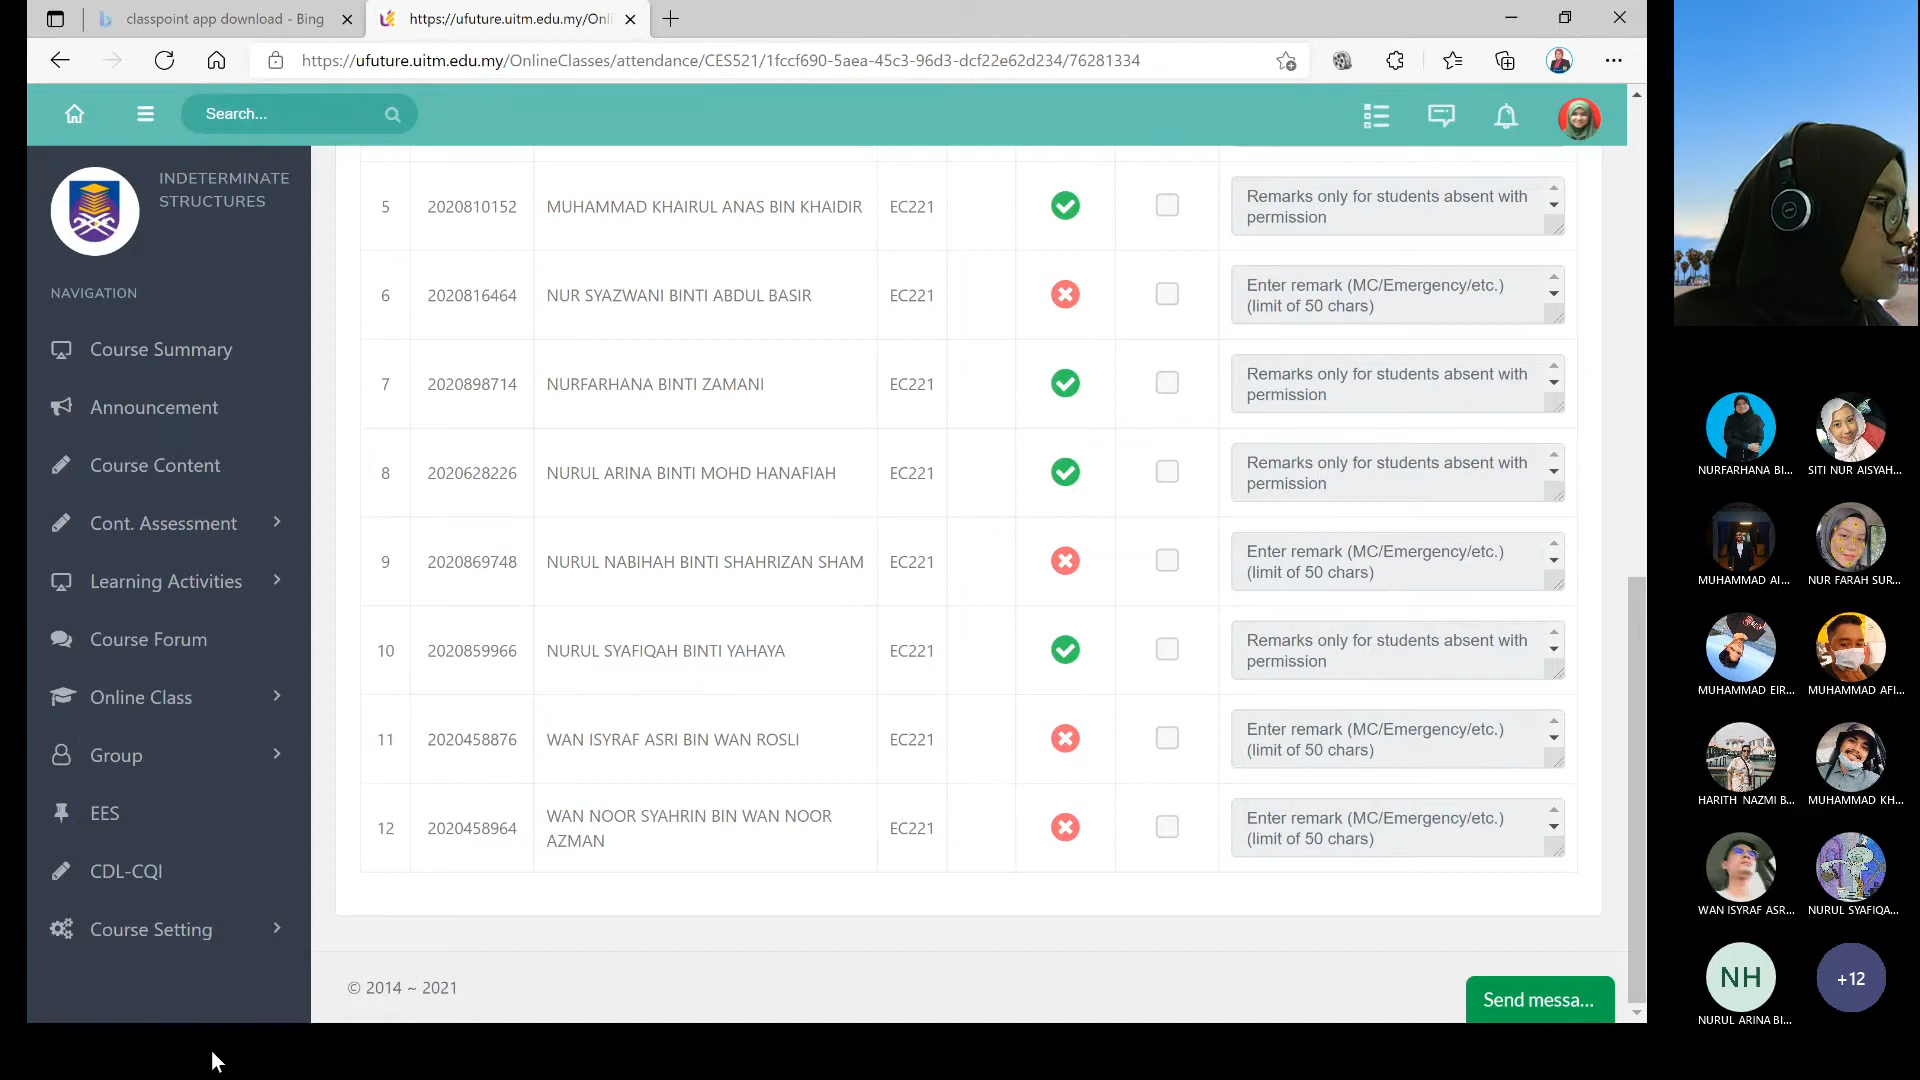 classpoint app download - Bing
https://ufuture.uitm.edu.my/Onli
https://ufuture.uitm.edu.my/OnlineClasses/attendance/CES521/1fccf690-5aea-45c3-96d3-dcf22e62d234/76281334
Search...
INDETERMINATE
STRUCTURES
NAVIGATION
Course Summary
Announcement
Course Content
Cont. Assessment
Learning Activities
Course Forum
Online Class
Group
EES
CDL-CQI
Course Setting
5 2020810152 MUHAMMAD KHAIRUL ANAS BIN KHAIDIR EC221 Remarks only for students absent with
permission
6 2020816464 NUR SYAZWANI BINTI ABDUL BASIR EC221 Enter remark (MC/Emergency/etc.)
(limit of 50 chars)
7 2020898714 NURFARHANA BINTI ZAMANI EC221 Remarks only for students absent with
permission
8 2020628226 NURUL ARINA BINTI MOHD HANAFIAH EC221 Remarks only for students absent with
permission
9 2020869748 NURUL NABIHAH BINTI SHAHRIZAN SHAM EC221 Enter remark (MC/Emergency/etc.)
(limit of 50 chars)
10 2020859966 NURUL SYAFIQAH BINTI YAHAYA EC221 Remarks only for students absent with
permission
11 2020458876 WAN ISYRAF ASRI BIN WAN ROSLI EC221 Enter remark (MC/Emergency/etc.)
(limit of 50 chars)
12 2020458964 WAN NOOR SYAHRIN BIN WAN NOOR
AZMAN EC221 Enter remark (MC/Emergency/etc.)
(limit of 50 chars)
© 2014 ~ 2021
Send messa...
NURFARHANA BI... SITI NUR AISYAH...
MUHAMMAD AI... NUR FARAH SUR...
MUHAMMAD EIR... MUHAMMAD AFI...
HARITH NAZMI B... MUHAMMAD KH...
WAN ISYRAF ASR... NURUL SYAFIQA...
NH +12
NURUL ARINA BI...